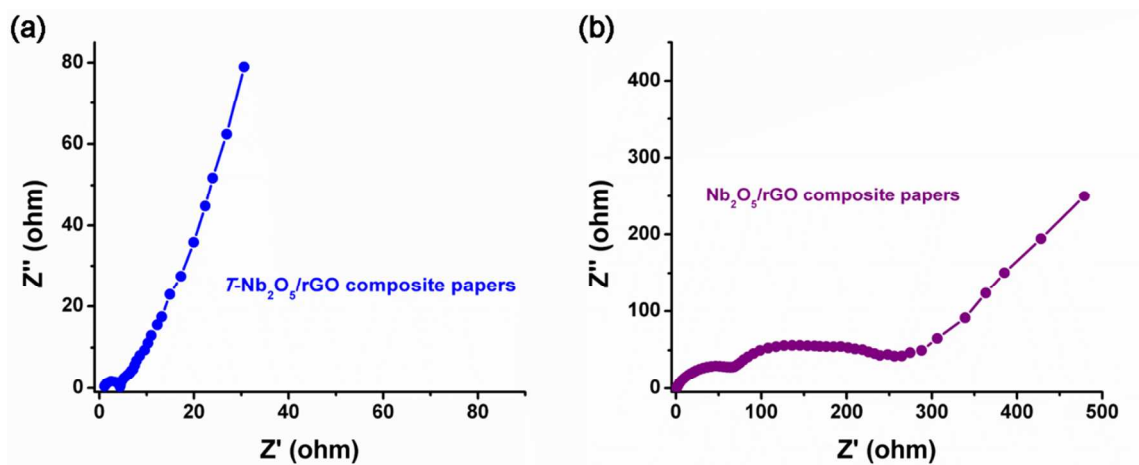 (a)
80
60
40
20
0
Z'' (ohm)
T-Nb₂O₅/rGO composite papers
0 20 40 60 80
Z' (ohm)
(b)
400
300
200
100
0
Z'' (ohm)
Nb₂O₅/rGO composite papers
0 100 200 300 400 500
Z' (ohm)